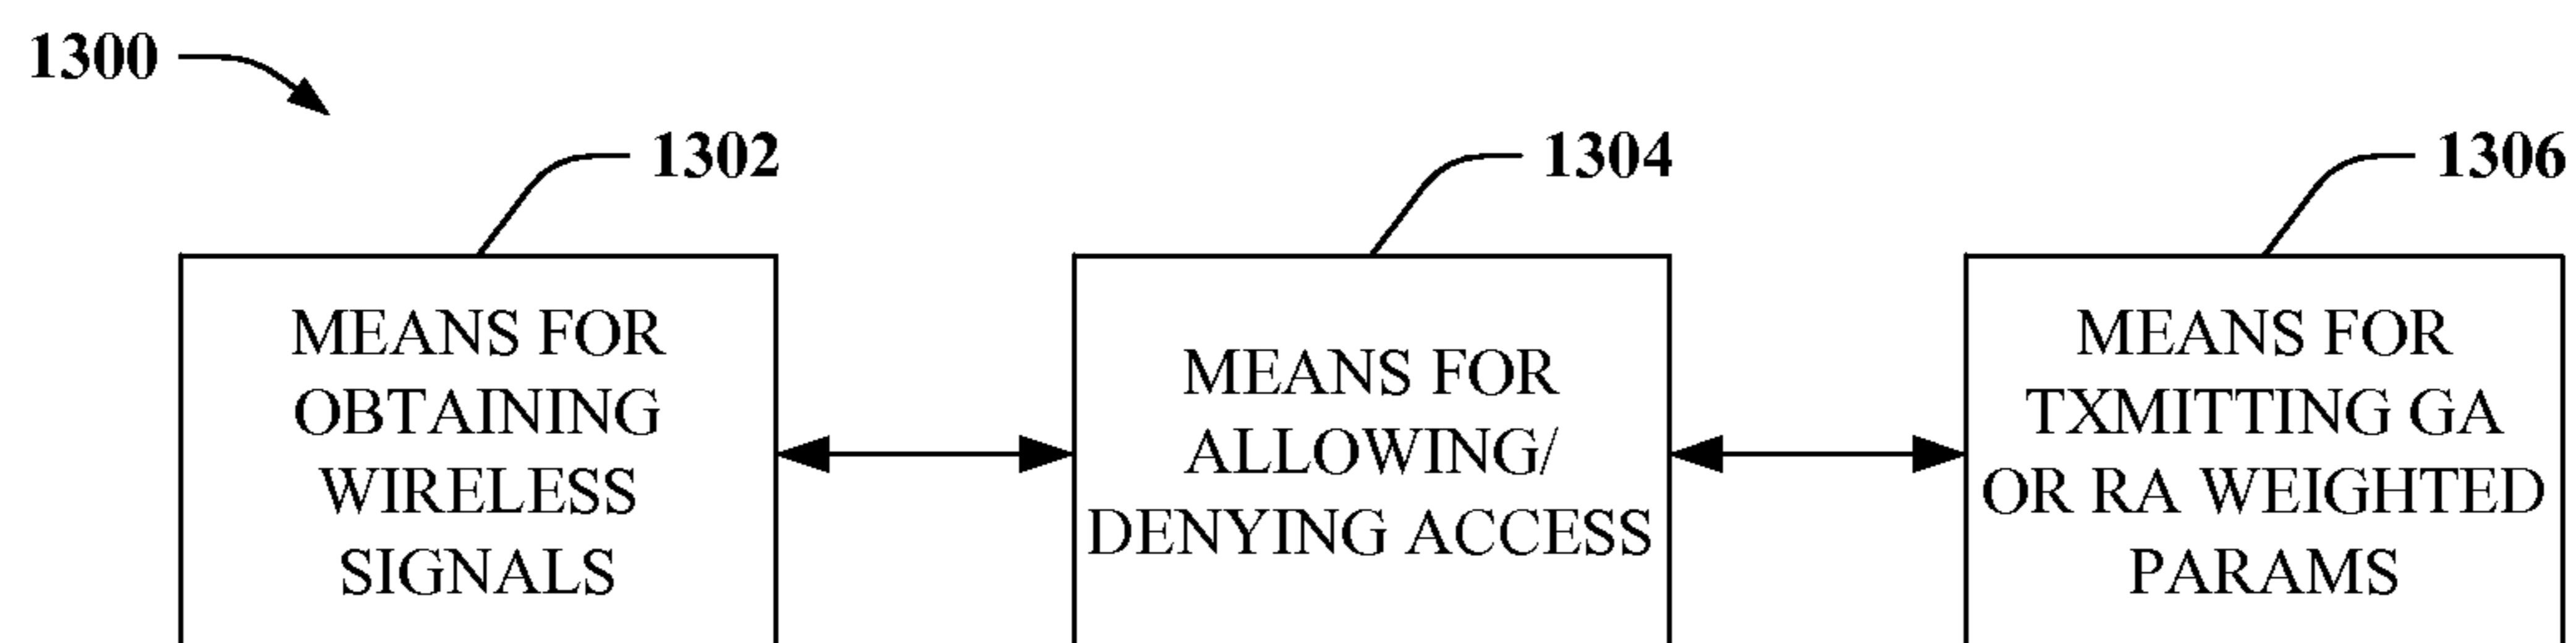 1300
1302
1304
1306
MEANS FOR
OBTAINING
WIRELESS
SIGNALS
MEANS FOR
ALLOWING/
DENYING ACCESS
MEANS FOR
TXMITTING GA
OR RA WEIGHTED
PARAMS